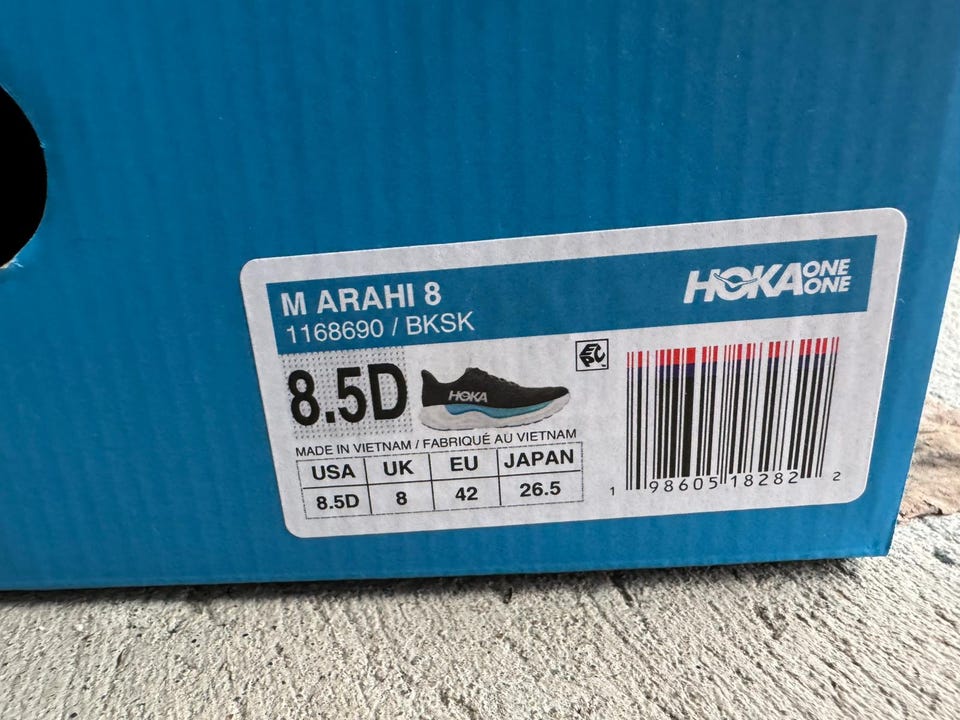 M ARAHI 8
1168690 / BKSK
HOKA ONE ONE
8.5D
HOKA
EPC
MADE IN VIETNAM / FABRIQUÉ AU VIETNAM
USA UK EU JAPAN
8.5D 8 42 26.5
1 98605 18282 2